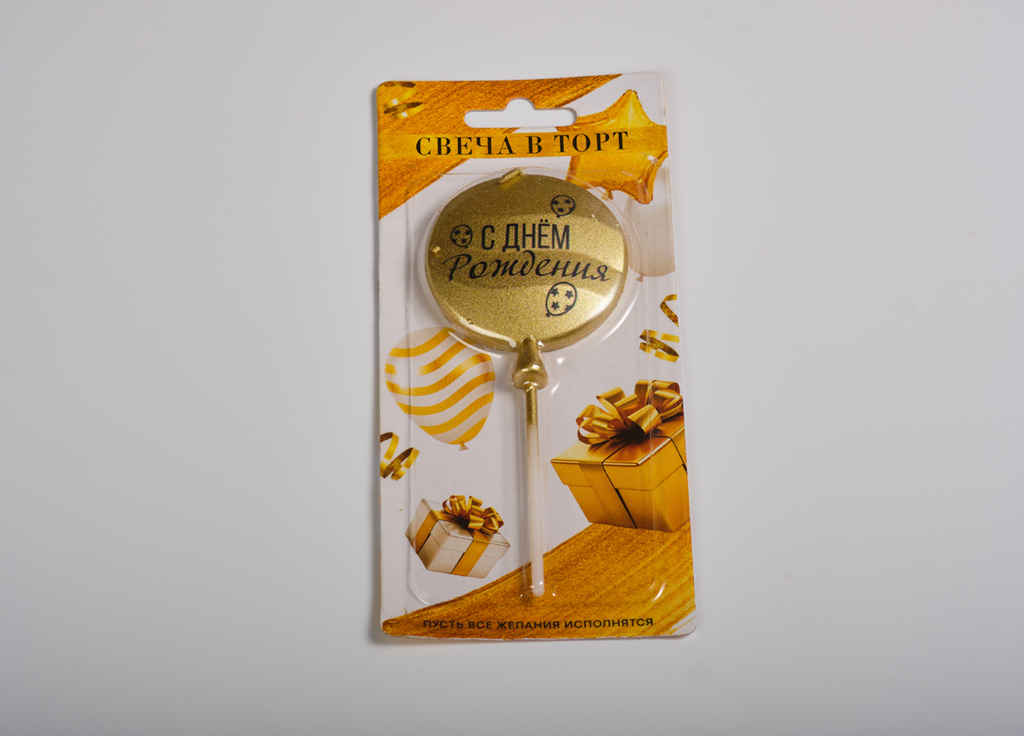 СВЕЧА В ТОРТ
С ДНЁМ
Рождения
ПУСТЬ ВСЕ ЖЕЛАНИЯ ИСПОЛНЯТСЯ